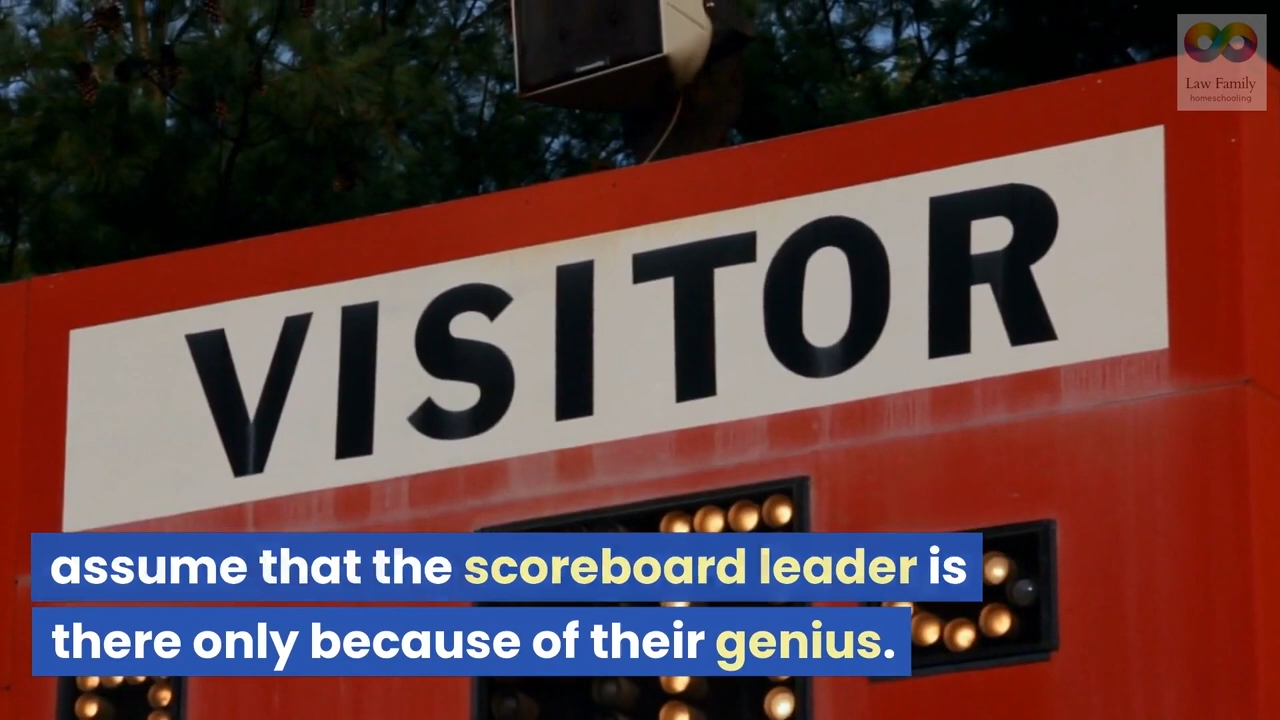 Law Family
homeschooling
VISITOR
assume that the scoreboard leader is
there only because of their genius.